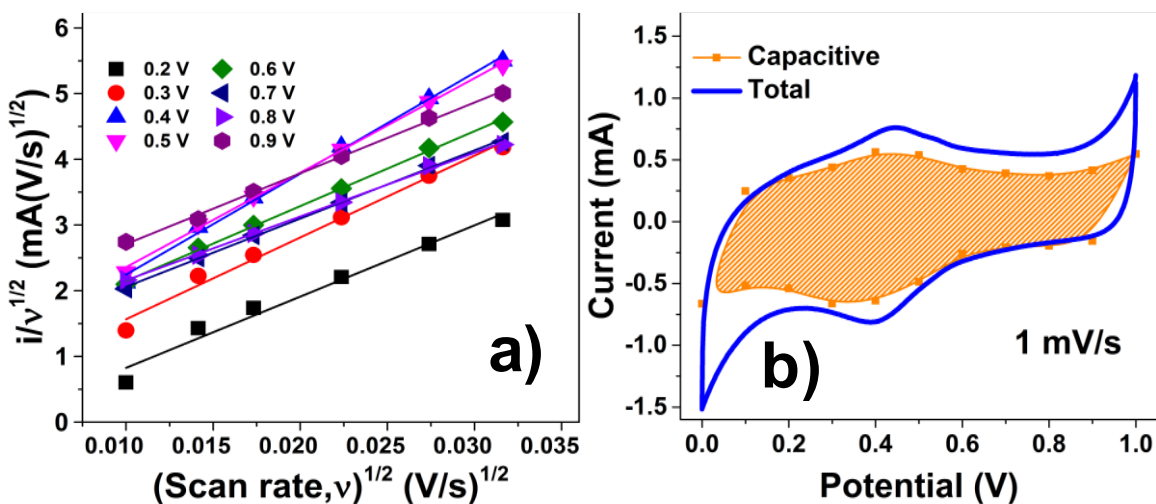 6
5
4
3
2
1
0
i/ν^1/2 (mA(V/s)^1/2
0.2 V
0.3 V
0.4 V
0.5 V
0.6 V
0.7 V
0.8 V
0.9 V
a)
0.010 0.015 0.020 0.025 0.030 0.035
(Scan rate,ν)^1/2 (V/s)^1/2
1.5
1.0
0.5
0.0
-0.5
-1.0
-1.5
Current (mA)
Capacitive
Total
1 mV/s
b)
0.0 0.2 0.4 0.6 0.8 1.0
Potential (V)